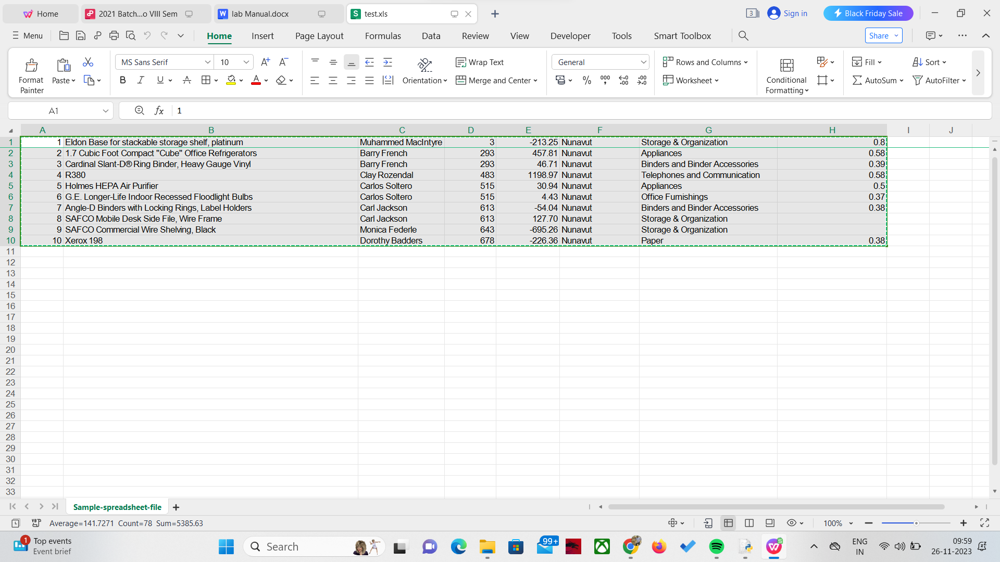 Home 2021 Batch...o VIII Sem lab Manual.docx test.xls 3 Sign in Black Friday Sale
Menu Home Insert Page Layout Formulas Data Review View Developer Tools Smart Toolbox Share
MS Sans Serif 10 A+ A- Wrap Text General Rows and Columns Fill Sort
Format Painter Paste B I U A A Orientation Merge and Center % 000 Worksheet Conditional Formatting AutoSum AutoFilter
A1 fx 1
A B C D E F G H I J
1 1 Eldon Base for stackable storage shelf, platinum Muhammed MacIntyre 3 -213.25 Nunavut Storage & Organization 0.8
2 2 1.7 Cubic Foot Compact "Cube" Office Refrigerators Barry French 293 457.81 Nunavut Appliances 0.58
3 3 Cardinal Slant-D® Ring Binder, Heavy Gauge Vinyl Barry French 293 46.71 Nunavut Binders and Binder Accessories 0.39
4 4 R380 Clay Rozendal 483 1198.97 Nunavut Telephones and Communication 0.58
5 5 Holmes HEPA Air Purifier Carlos Soltero 515 30.94 Nunavut Appliances 0.5
6 6 G.E. Longer-Life Indoor Recessed Floodlight Bulbs Carlos Soltero 515 4.43 Nunavut Office Furnishings 0.37
7 7 Angle-D Binders with Locking Rings, Label Holders Carl Jackson 613 -54.04 Nunavut Binders and Binder Accessories 0.38
8 8 SAFCO Mobile Desk Side File, Wire Frame Carl Jackson 613 127.70 Nunavut Storage & Organization
9 9 SAFCO Commercial Wire Shelving, Black Monica Federle 643 -695.26 Nunavut Storage & Organization
10 10 Xerox 198 Dorothy Badders 678 -226.36 Nunavut Paper 0.38
11
12
13
14
15
16
17
18
19
20
21
22
23
24
25
26
27
28
29
30
31
32
33
Sample-spreadsheet-file
Average=141.7271 Count=78 Sum=5385.63 100%
1 Top events Search 99+ ENG 09:59
Event brief IN 26-11-2023